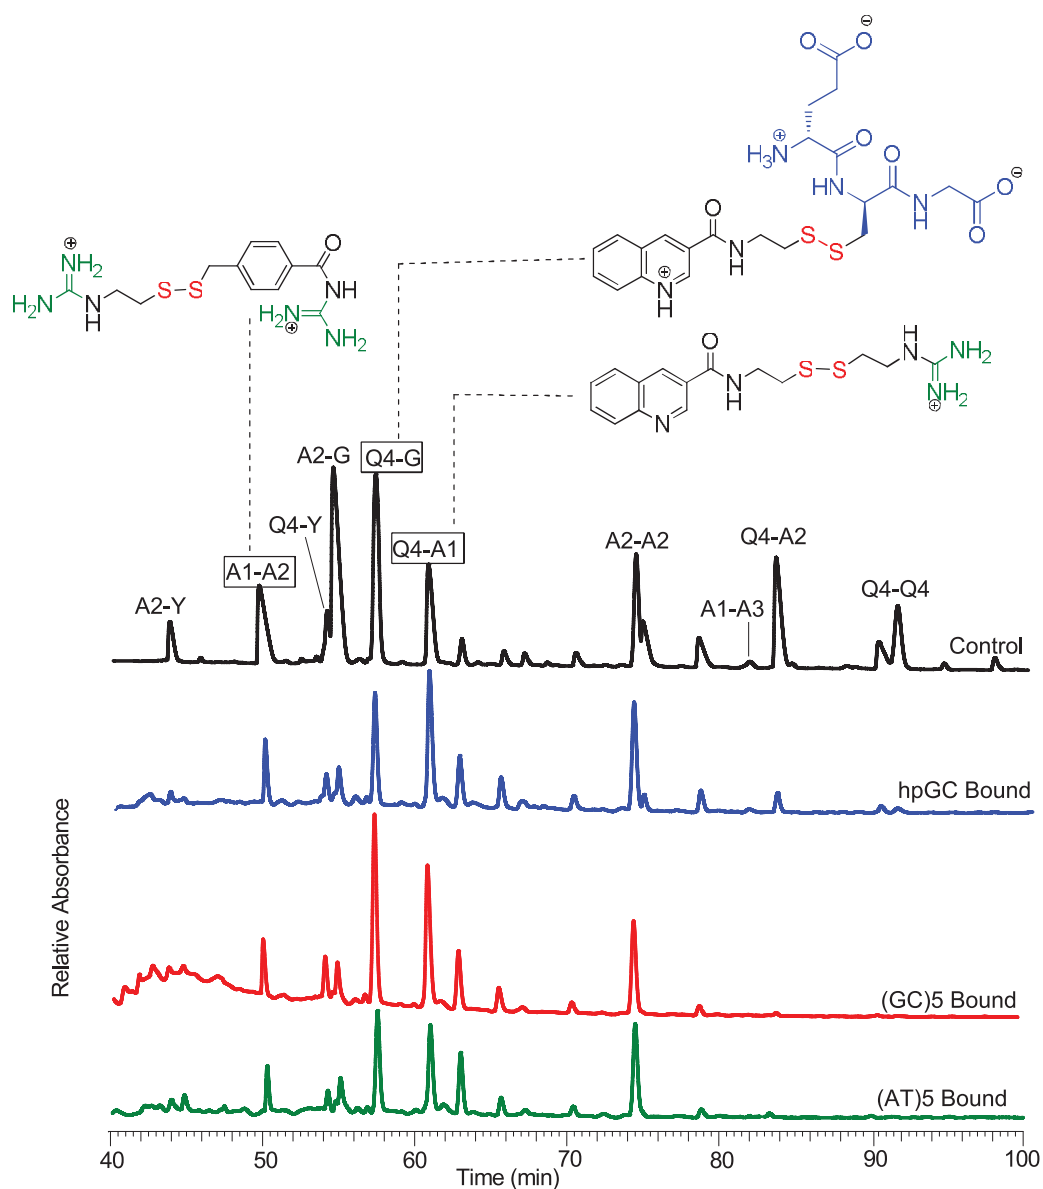 O
O
⊖
⊕
H₃N
O
HN
O
N
H
O
O
⊖
O
N
H
S
S
N
H
⊕
⊕
NH₂
H₂N
N
H
S
S
O
NH
H₂N
⊕
NH₂
O
N
H
S
S
H
N
NH₂
NH₂
⊕
N
A2-G
Q4-G
Q4-Y
Q4-A1
A2-A2
Q4-A2
A1-A2
A1-A3
Q4-Q4
A2-Y
Control
hpGC Bound
Relative Absorbance
(GC)5 Bound
(AT)5 Bound
40 50 60 70 80 90 100
Time (min)